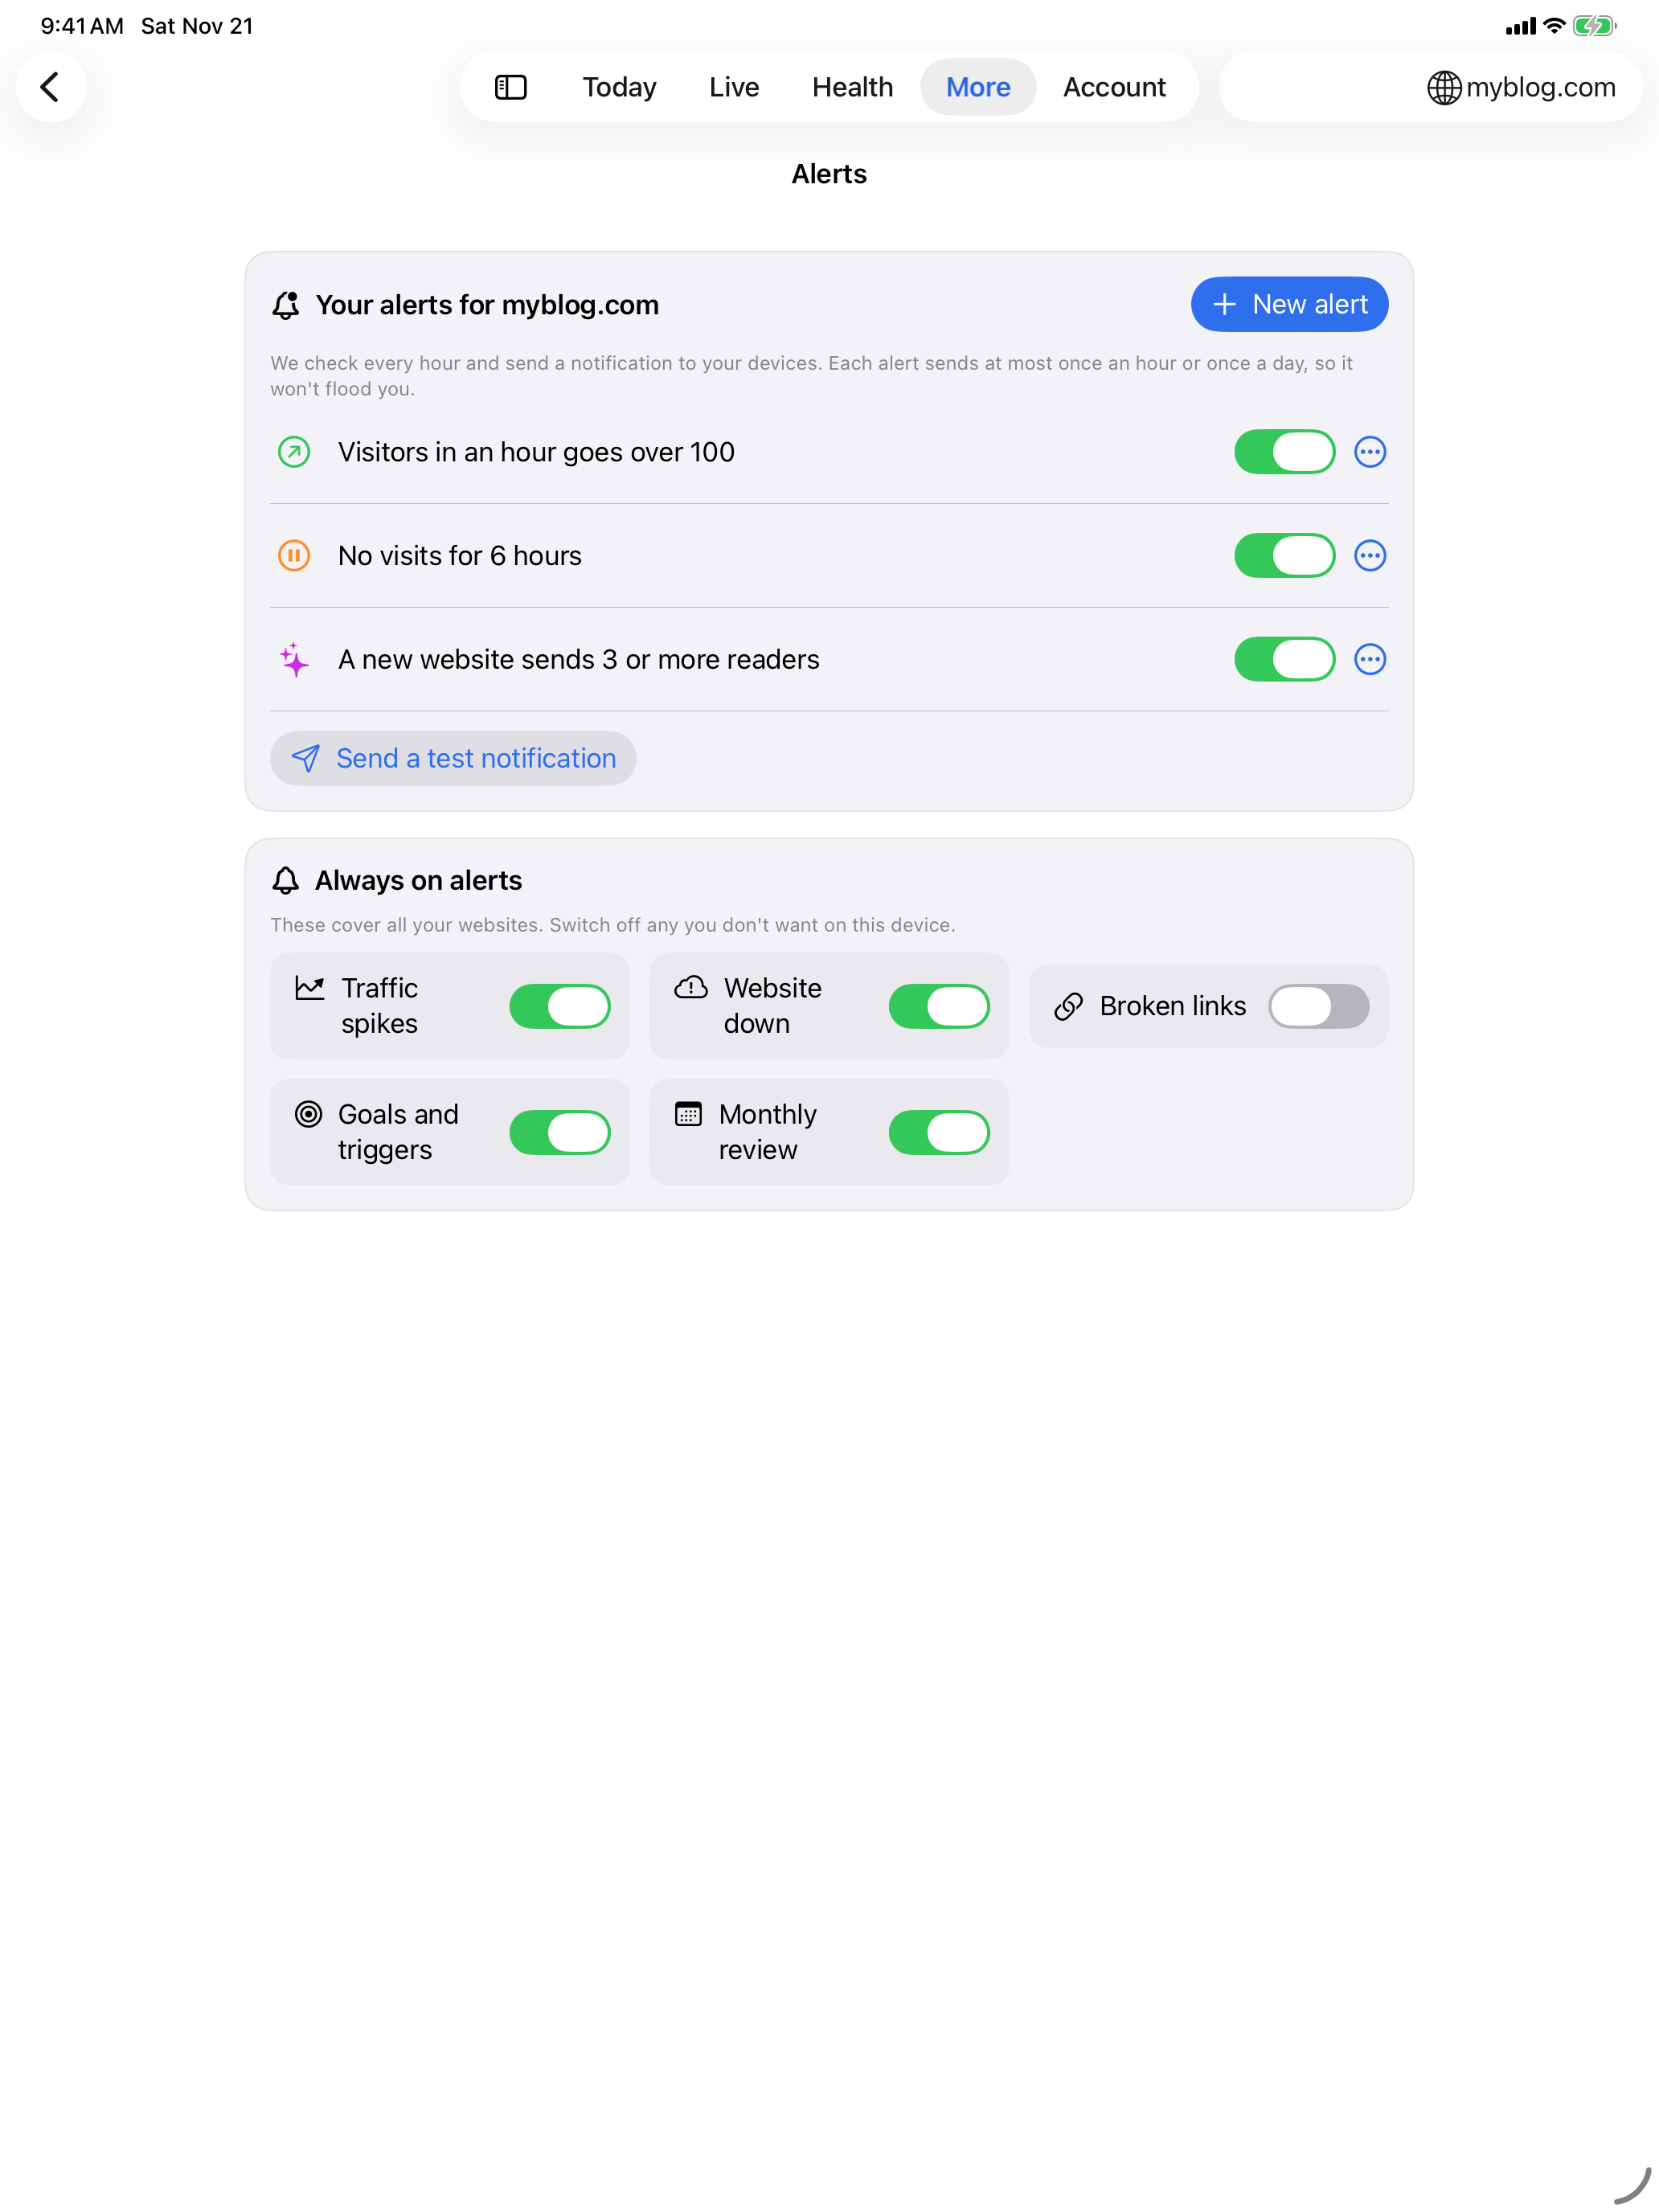 9:41 AM Sat Nov 21
Today Live Health More Account myblog.com
Alerts
Your alerts for myblog.com
New alert
We check every hour and send a notification to your devices. Each alert sends at most once an hour or once a day, so it
won't flood you.
Visitors in an hour goes over 100
No visits for 6 hours
A new website sends 3 or more readers
Send a test notification
Always on alerts
These cover all your websites. Switch off any you don't want on this device.
Traffic
spikes
Website
down
Broken links
Goals and
triggers
Monthly
review